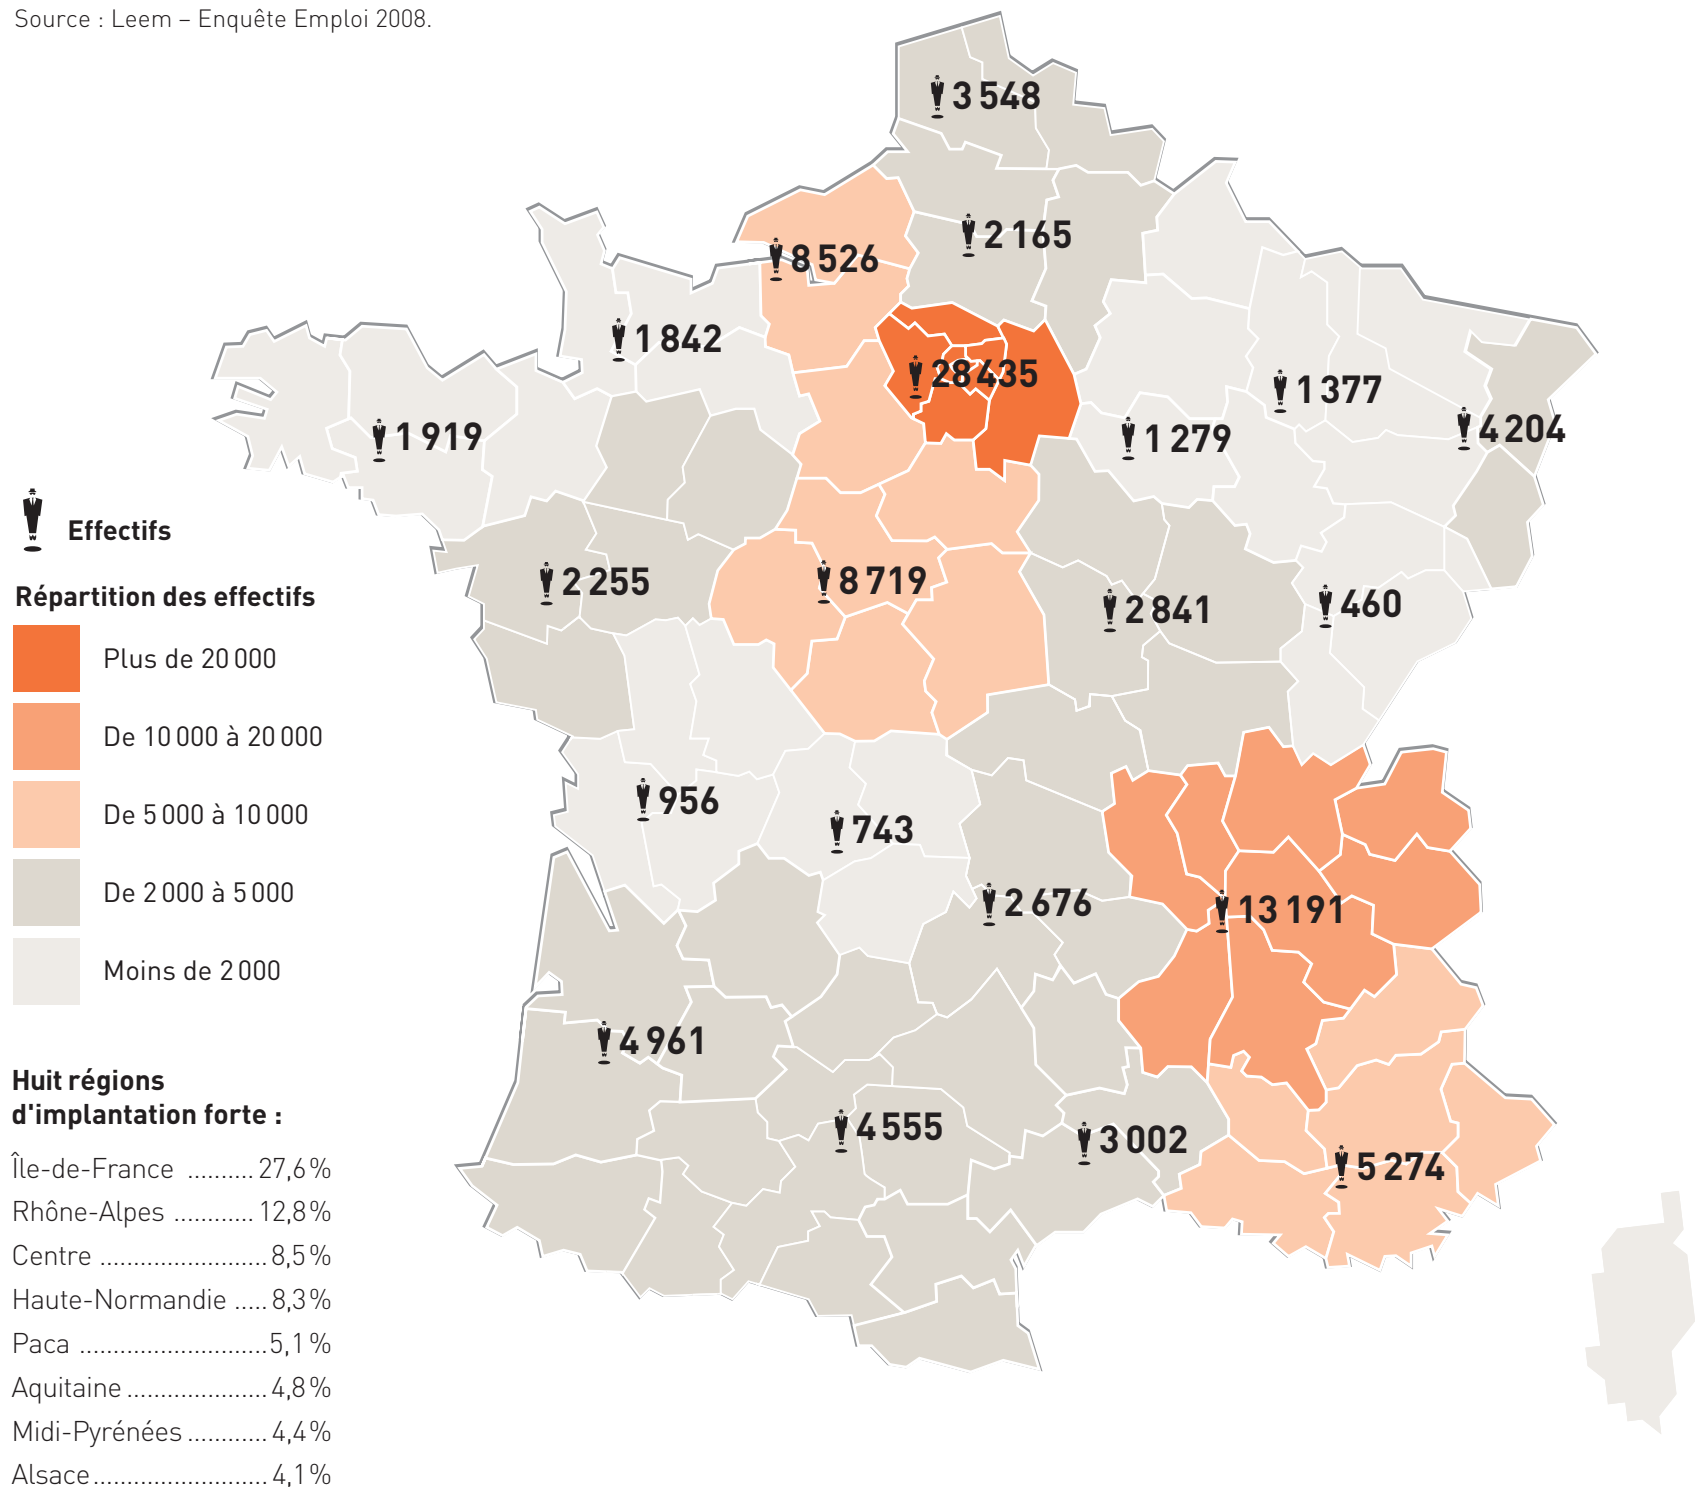 Source : Leem – Enquête Emploi 2008.
3 548
2 165
8 526
1 842
28 435
1 377
1 919
1 279
4 204
Effectifs
2 255
8 719
2 841
460
Répartition des effectifs
Plus de 20 000
De 10 000 à 20 000
De 5 000 à 10 000
De 2 000 à 5 000
Moins de 2 000
956
743
2 676
13 191
4 961
4 555
3 002
5 274
Huit régions
d'implantation forte :
Île-de-France .......... 27,6 %
Rhône-Alpes ............ 12,8 %
Centre ......................... 8,5 %
Haute-Normandie ..... 8,3 %
Paca ............................ 5,1 %
Aquitaine ..................... 4,8 %
Midi-Pyrénées ............ 4,4 %
Alsace .......................... 4,1 %